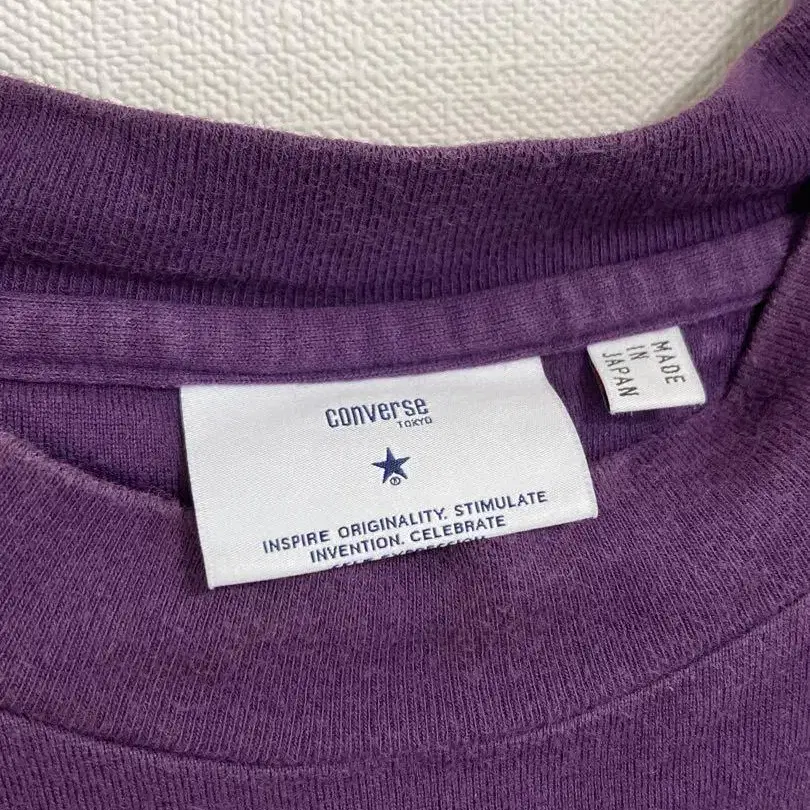 converse
TOKYO
®
INSPIRE ORIGINALITY. STIMULATE
INVENTION. CELEBRATE
MADE
IN
JAPAN